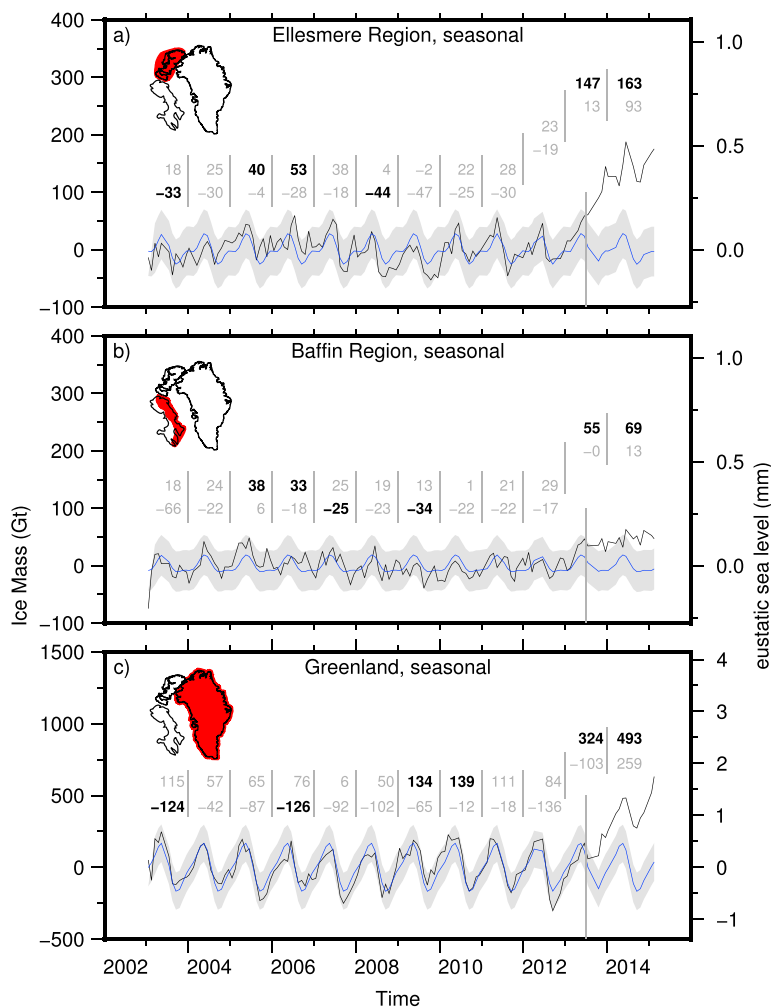 400
a)
Ellesmere Region, seasonal
1.0
300
147 163
13 93
200
23
−19
0.5
18 25 40 53 38 4 −2 22 28
100
−33 −30 −4 −28 −18 −44 −47 −25 −30
0
0.0
−100
400
b)
Baffin Region, seasonal
1.0
300
55 69
200
−0 13
0.5
18 24 38 33 25 19 13 1 21 29
100
−66 −22 6 −18 −25 −23 −34 −22 −22 −17
0
0.0
−100
Ice Mass (Gt)
eustatic sea level (mm)
1500
c)
Greenland, seasonal
4
3
1000
324 493
2
−103 259
115 57 65 76 6 50 134 139 111 84
500
−124 −42 −87 −126 −92 −102 −65 −12 −18 −136
1
0
0
−1
−500
2002 2004 2006 2008 2010 2012 2014
Time